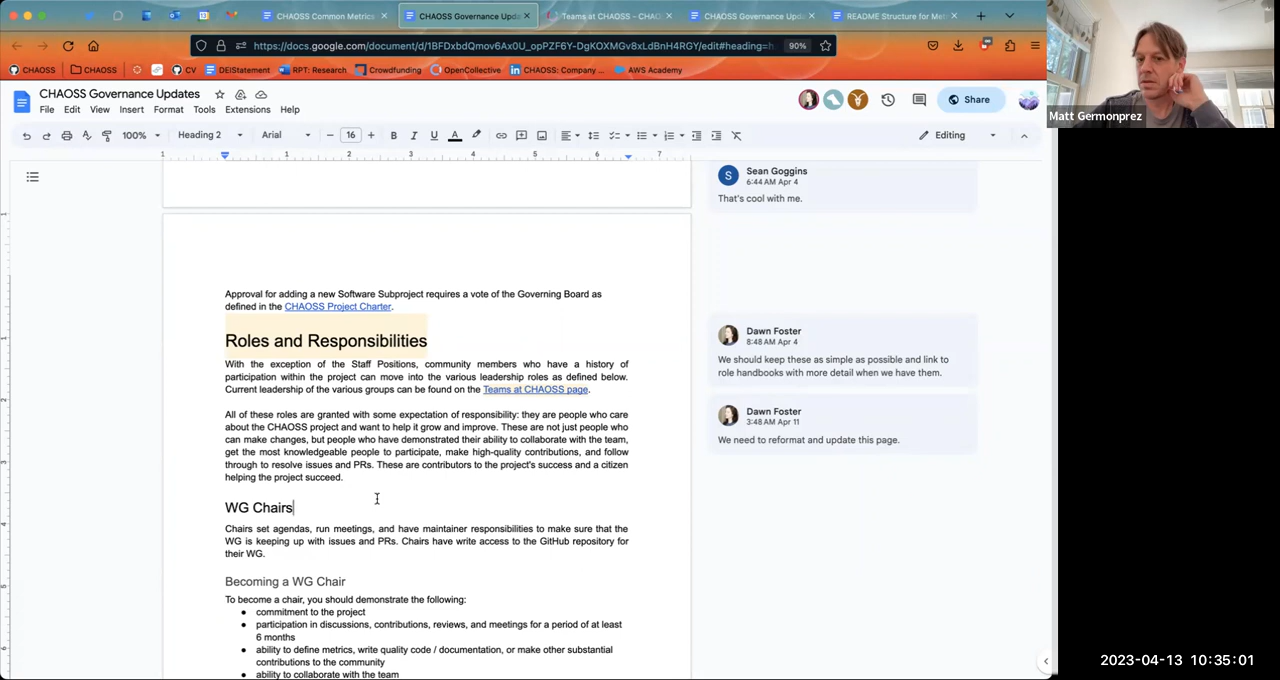 CHAOSS Common Metrics
CHAOSS Governance Upda
Teams at CHAOSS – CHAO
CHAOSS Governance Upd
README Structure for Met
https://docs.google.com/document/d/1BFDxbdQmov6Ax0U_opPZF6Y-DgKOXMGv8xLdBnH4RGY/edit#heading=h
90%
CHAOSS
CHAOSS
CV
DEIStatement
RPT: Research
Crowdfunding
OpenCollective
CHAOSS: Company ...
AWS Academy
CHAOSS Governance Updates
File Edit View Insert Format Tools Extensions Help
Share
100%
Heading 2
Arial
16
Editing
Matt Germonprez
1 1 2 3 4 5 6 7
Sean Goggins
6:44 AM Apr 4
That's cool with me.
Approval for adding a new Software Subproject requires a vote of the Governing Board as
defined in the CHAOSS Project Charter.
Roles and Responsibilities
With the exception of the Staff Positions, community members who have a history of
participation within the project can move into the various leadership roles as defined below.
Current leadership of the various groups can be found on the Teams at CHAOSS page.
All of these roles are granted with some expectation of responsibility: they are people who care
about the CHAOSS project and want to help it grow and improve. These are not just people who
can make changes, but people who have demonstrated their ability to collaborate with the team,
get the most knowledgeable people to participate, make high-quality contributions, and follow
through to resolve issues and PRs. These are contributors to the project's success and a citizen
helping the project succeed.
WG Chairs
Chairs set agendas, run meetings, and have maintainer responsibilities to make sure that the
WG is keeping up with issues and PRs. Chairs have write access to the GitHub repository for
their WG.
Becoming a WG Chair
To become a chair, you should demonstrate the following:
● commitment to the project
● participation in discussions, contributions, reviews, and meetings for a period of at least
6 months
● ability to define metrics, write quality code / documentation, or make other substantial
contributions to the community
● ability to collaborate with the team
Dawn Foster
8:48 AM Apr 4
We should keep these as simple as possible and link to
role handbooks with more detail when we have them.
Dawn Foster
3:48 AM Apr 11
We need to reformat and update this page.
2023-04-13 10:35:01